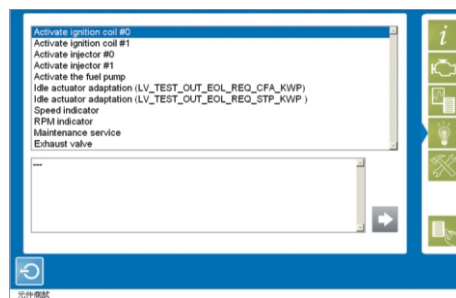 Activate ignition coil #0
Activate ignition coil #1
Activate injector #0
Activate injector #1
Activate the fuel pump
Idle actuator adaptation (LV_TEST_OUT_EOL_REQ_CFA_KWP)
Idle actuator adaptation (LV_TEST_OUT_EOL_REQ_STP_KWP )
Speed indicator
RPM indicator
Maintenance service
Exhaust valve
---
i
元件測試